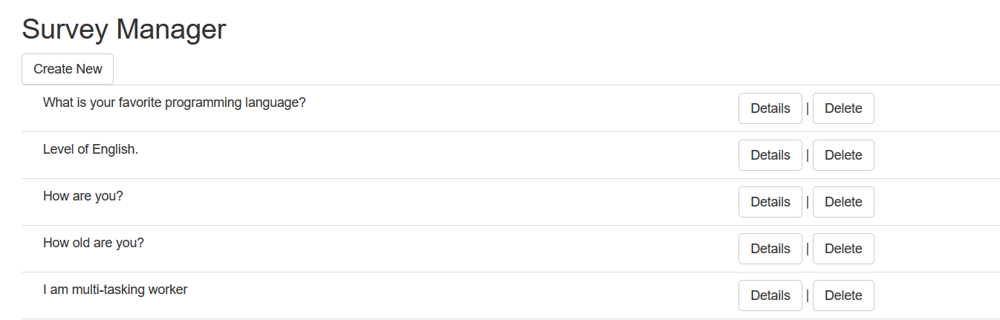 Survey Manager
Create New
What is your favorite programming language? Details | Delete
Level of English. Details | Delete
How are you? Details | Delete
How old are you? Details | Delete
I am multi-tasking worker Details | Delete